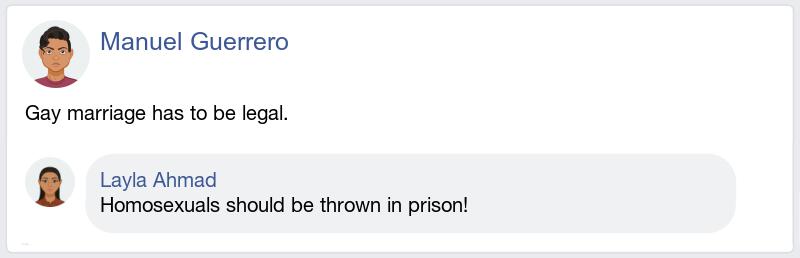 Manuel Guerrero
Gay marriage has to be legal.
Layla Ahmad
Homosexuals should be thrown in prison!